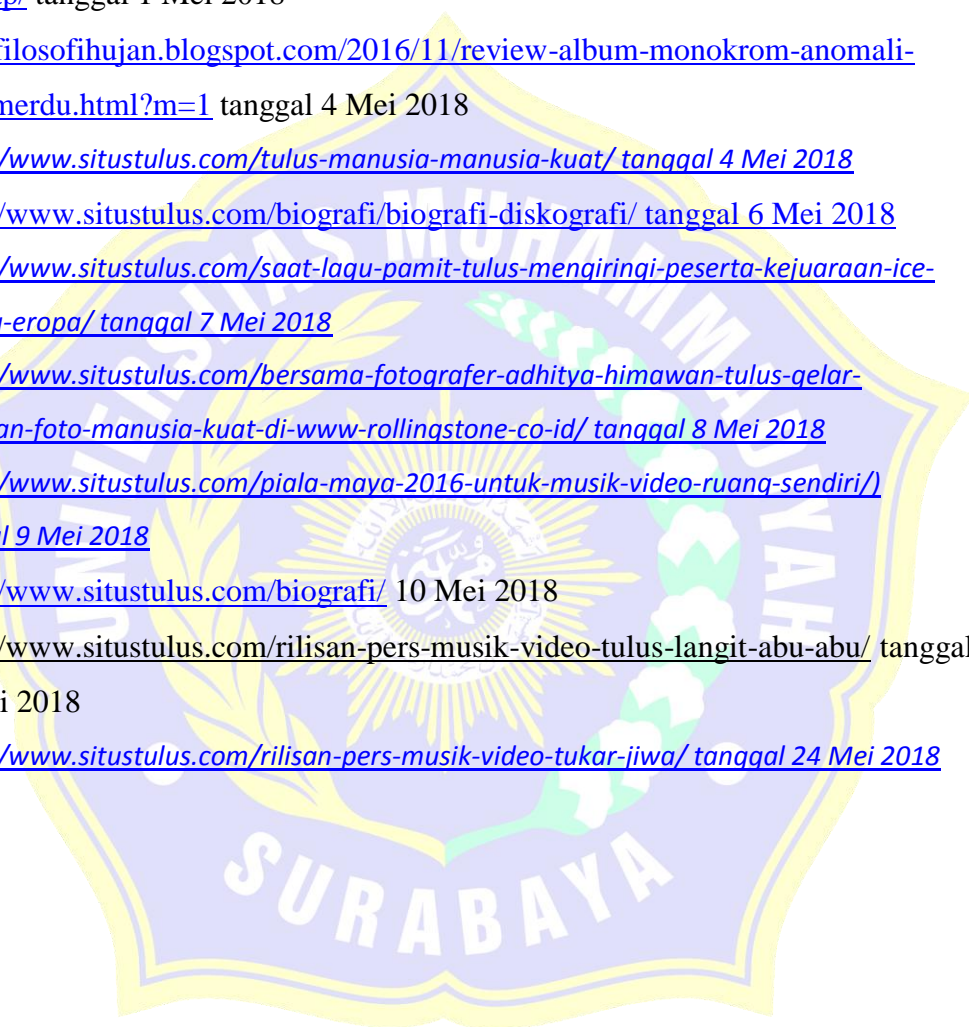 p/ tanggal 1 Mei 2018
filosofihujan.blogspot.com/2016/11/review-album-monokrom-anomali-
merdu.html?m=1 tanggal 4 Mei 2018
/www.situstulus.com/tulus-manusia-manusia-kuat/ tanggal 4 Mei 2018
/www.situstulus.com/biografi/biografi-diskografi/ tanggal 6 Mei 2018
/www.situstulus.com/saat-lagu-pamit-tulus-mengiringi-peserta-kejuaraan-ice-
-eropa/ tanggal 7 Mei 2018
/www.situstulus.com/bersama-fotografer-adhitya-himawan-tulus-gelar-
an-foto-manusia-kuat-di-www-rollingstone-co-id/ tanggal 8 Mei 2018
/www.situstulus.com/piala-maya-2016-untuk-musik-video-ruang-sendiri/)
l 9 Mei 2018
/www.situstulus.com/biografi/ 10 Mei 2018
/www.situstulus.com/rilisan-pers-musik-video-tulus-langit-abu-abu/ tanggal
i 2018
/www.situstulus.com/rilisan-pers-musik-video-tukar-jiwa/ tanggal 24 Mei 2018
UNIVERSITAS MUHAMMADIYAH
SURABAYA